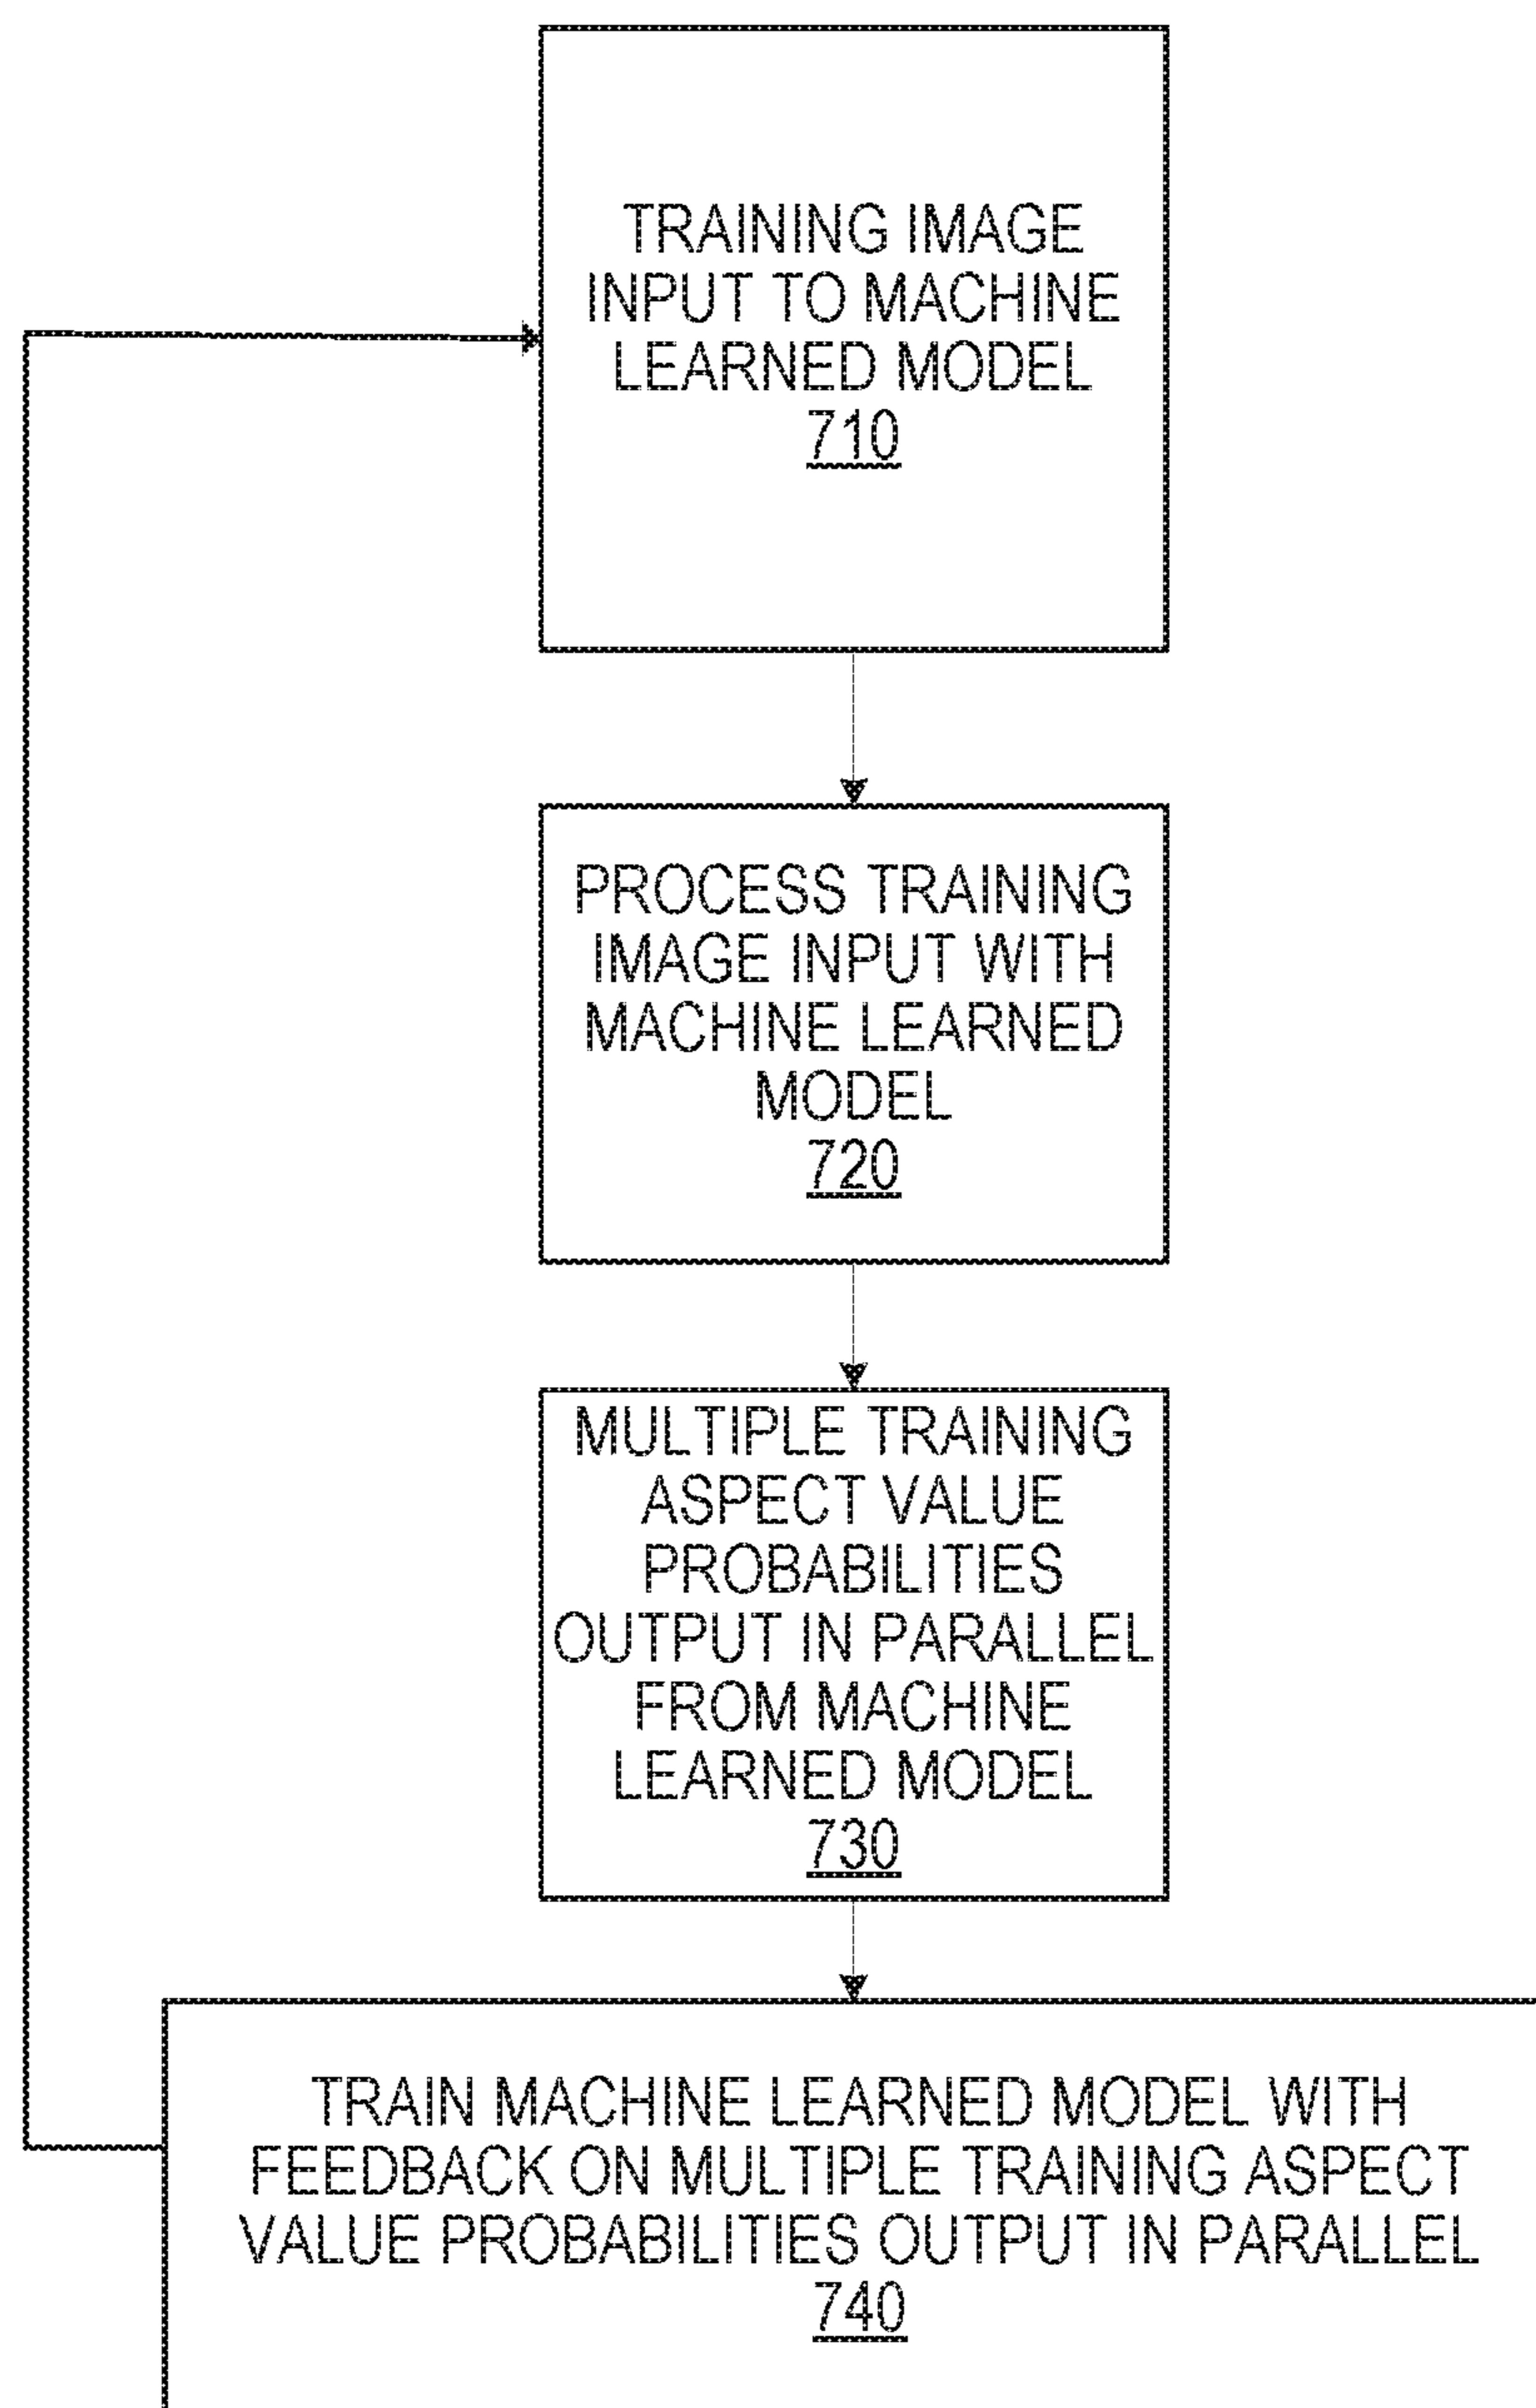 TRAINING IMAGE
INPUT TO MACHINE
LEARNED MODEL
710
PROCESS TRAINING
IMAGE INPUT WITH
MACHINE LEARNED
MODEL
720
MULTIPLE TRAINING
ASPECT VALUE
PROBABILITIES
OUTPUT IN PARALLEL
FROM MACHINE
LEARNED MODEL
730
TRAIN MACHINE LEARNED MODEL WITH
FEEDBACK ON MULTIPLE TRAINING ASPECT
VALUE PROBABILITIES OUTPUT IN PARALLEL
740